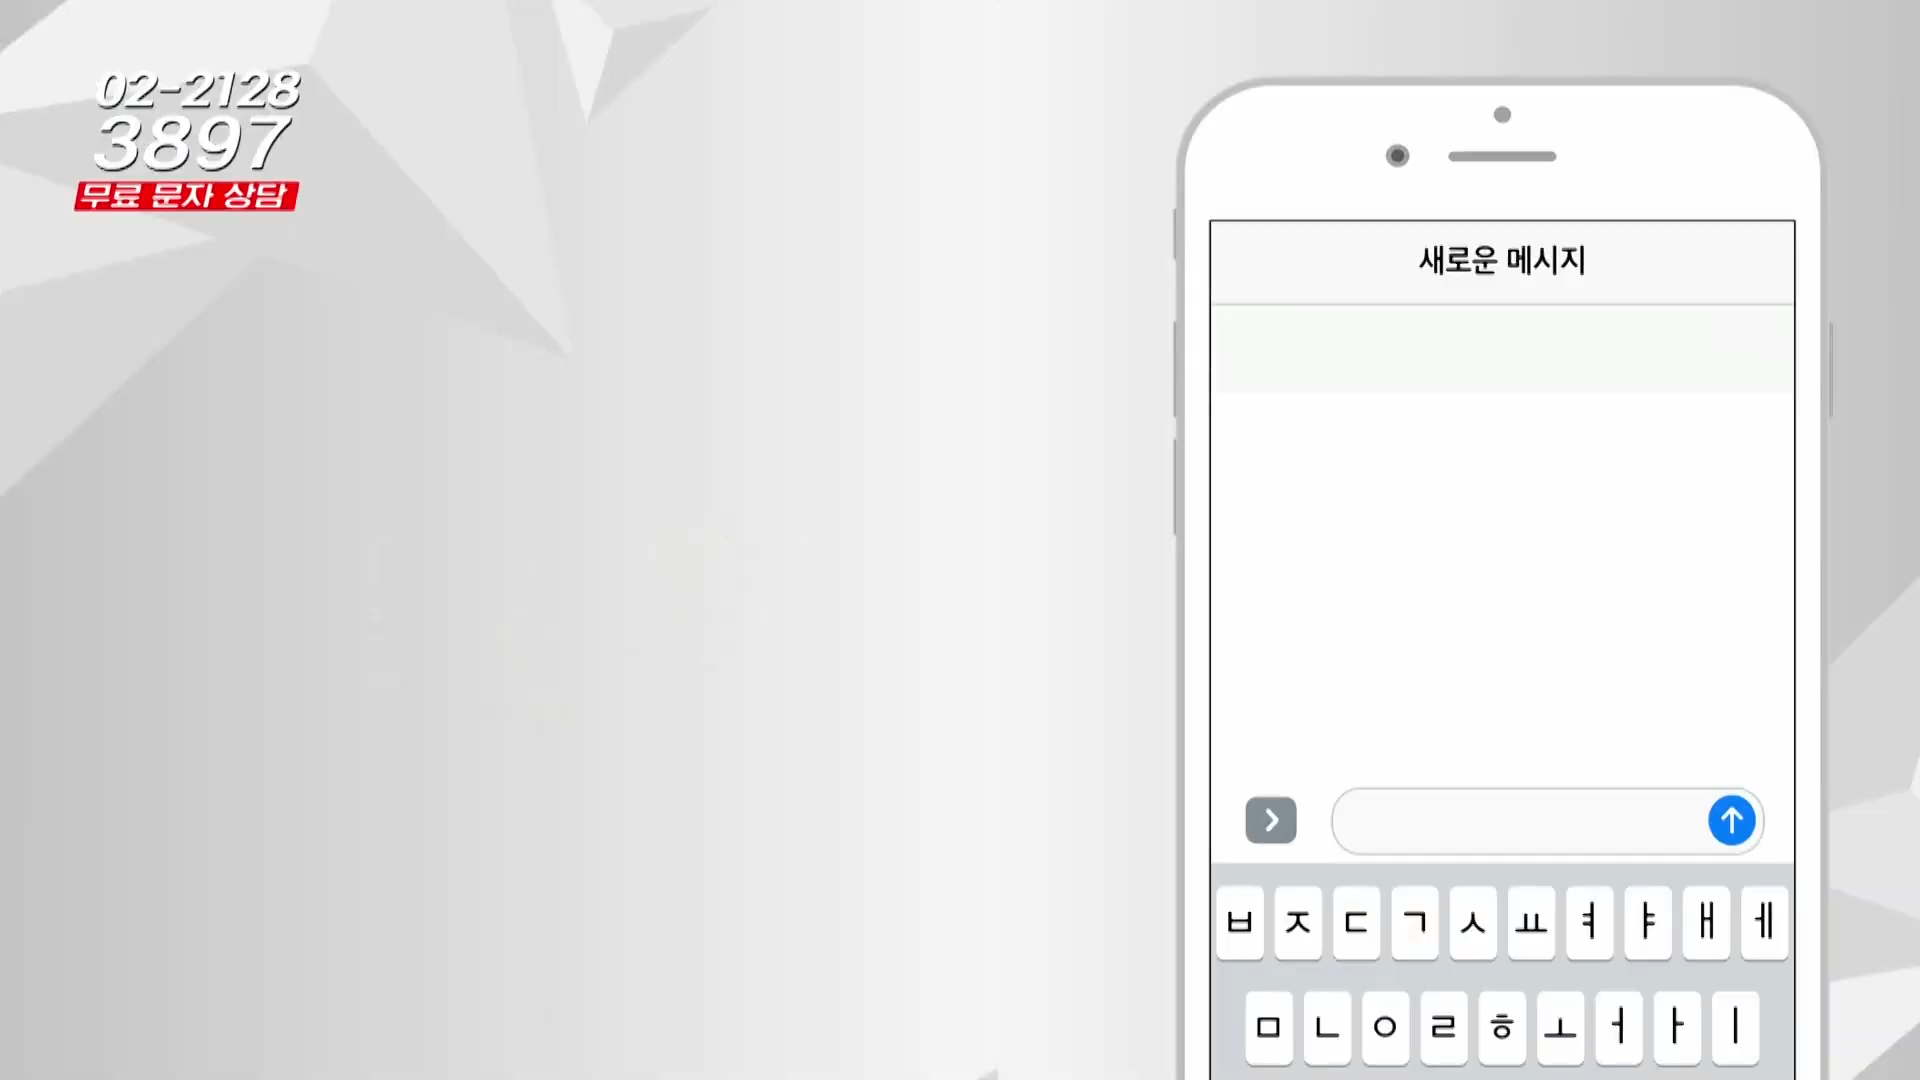 02-2128
3897
무료 문자 상담
새로운 메시지
ㅂ ㅈ ㄷ ㄱ ㅅ ㅛ ㅕ ㅑ ㅐ ㅔ
ㅁ ㄴ ㅇ ㄹ ㅎ ㅗ ㅓ ㅏ ㅣ